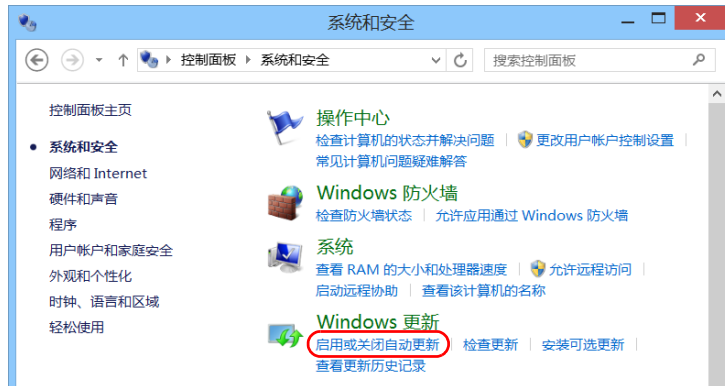 系统和安全
控制面板 系统和安全 搜索控制面板
控制面板主页
系统和安全
网络和 Internet
硬件和声音
程序
用户帐户和家庭安全
外观和个性化
时钟、语言和区域
轻松使用
操作中心
检查计算机的状态并解决问题 更改用户帐户控制设置
常见计算机问题疑难解答
Windows 防火墙
检查防火墙状态 允许应用通过 Windows 防火墙
系统
查看 RAM 的大小和处理器速度 允许远程访问
启动远程协助 查看该计算机的名称
Windows 更新
启用或关闭自动更新 检查更新 安装可选更新
查看更新历史记录